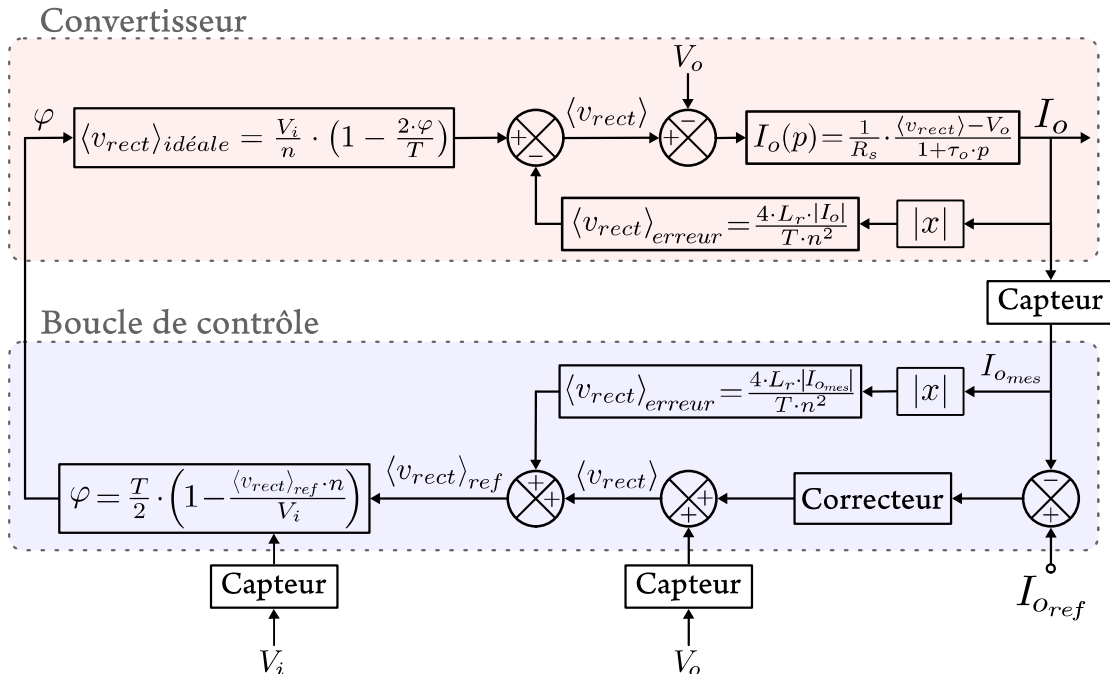 Convertisseur
V_o
φ
⟨v_rect⟩_idéale = V_i/n · (1 − 2·φ/T)
+
−
⟨v_rect⟩
−
+
I_o(p) = 1/R_s · (⟨v_rect⟩−V_o)/(1+τ_o·p)
I_o
⟨v_rect⟩_erreur = 4·L_r·|I_o|/(T·n²)
|x|
Capteur
Boucle de contrôle
⟨v_rect⟩_erreur = 4·L_r·|I_o_mes|/(T·n²)
|x|
I_o_mes
φ = T/2 · (1 − ⟨v_rect⟩_ref·n/V_i)
⟨v_rect⟩_ref
+
+
⟨v_rect⟩
+
+
Correcteur
−
+
Capteur
Capteur
I_o_ref
V_i
V_o